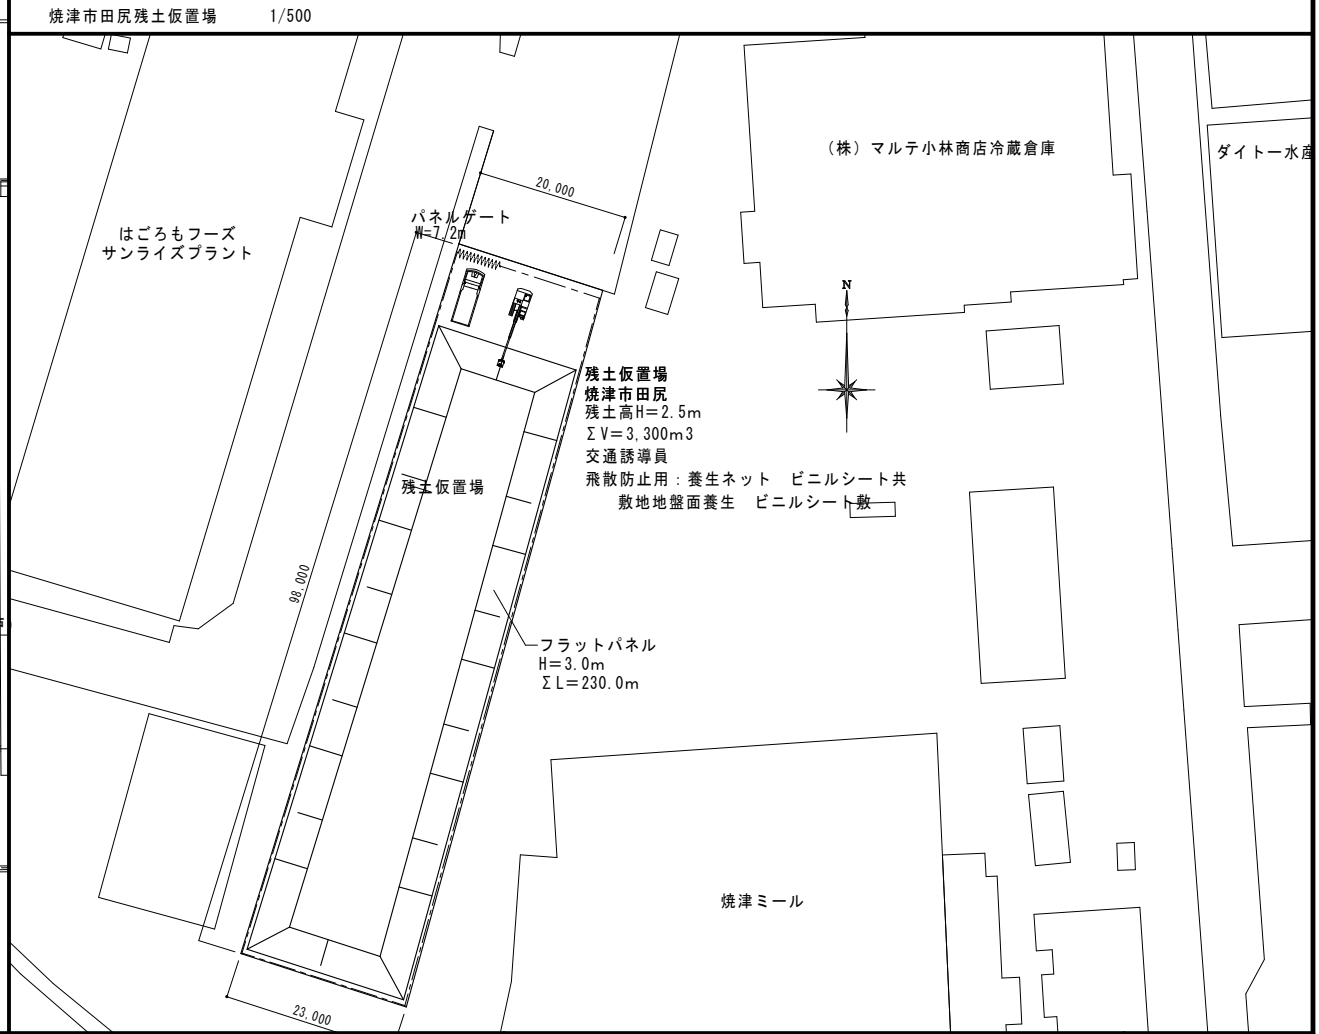 焼津市田尻残土仮置場 1/500
(株)マルテ小林商店冷蔵倉庫
ダイトー水産
20,000
パネルゲート
W=7.2m
はごろもフーズ
サンライズプラント
N
残土仮置場
焼津市田尻
残土高H=2.5m
ΣV=3,300m3
交通誘導員
飛散防止用：養生ネット ビニルシート共
敷地地盤面養生 ビニルシート敷
残土仮置場
98,000
フラットパネル
H=3.0m
ΣL=230.0m
焼津ミール
23,000